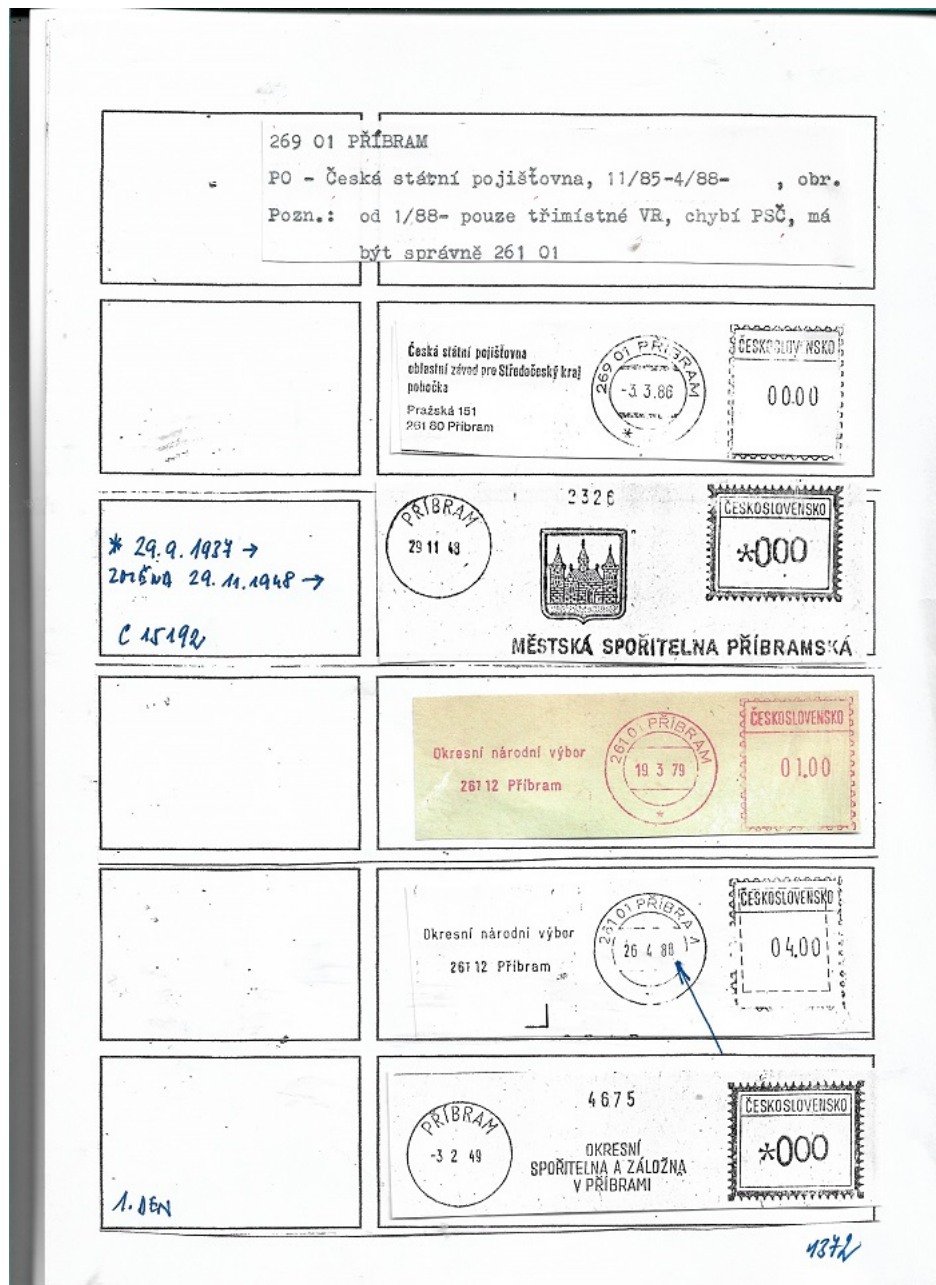 269 01 PŘÍBRAM
PO - Česká státní pojišťovna, 11/85-4/88- , obr.
Pozn.: od 1/88- pouze třímístné VR, chybí PSČ, má
být správně 261 01
Česká státní pojišťovna
oblastní závod pro Středočeský kraj
pobočka
Pražská 151
261 80 Příbram
269 01 PŘÍBRAM
-3.3.86
*
ČESKOSLOV NSKO
00.00
* 29.9.1937 →
ZMĚNA 29.11.1948 →
C 15192
PŘÍBRAM
29 11 48
2326
ČESKOSLOVENSKO
*000
MĚSTSKÁ SPOŘITELNA PŘÍBRAMSKÁ
Okresní národní výbor
261 12 Příbram
261 01 PŘÍBRAM
19 3 79
*
ČESKOSLOVENSKO
01.00
Okresní národní výbor
261 12 Příbram
261 01 PŘÍBRA
26 4 88
ČESKOSLOVENSKO
04.00
1. DEN
PŘÍBRAM
-3 2 49
4675
OKRESNÍ
SPOŘITELNA A ZÁLOŽNA
V PŘÍBRAMI
ČESKOSLOVENSKO
*000
1372